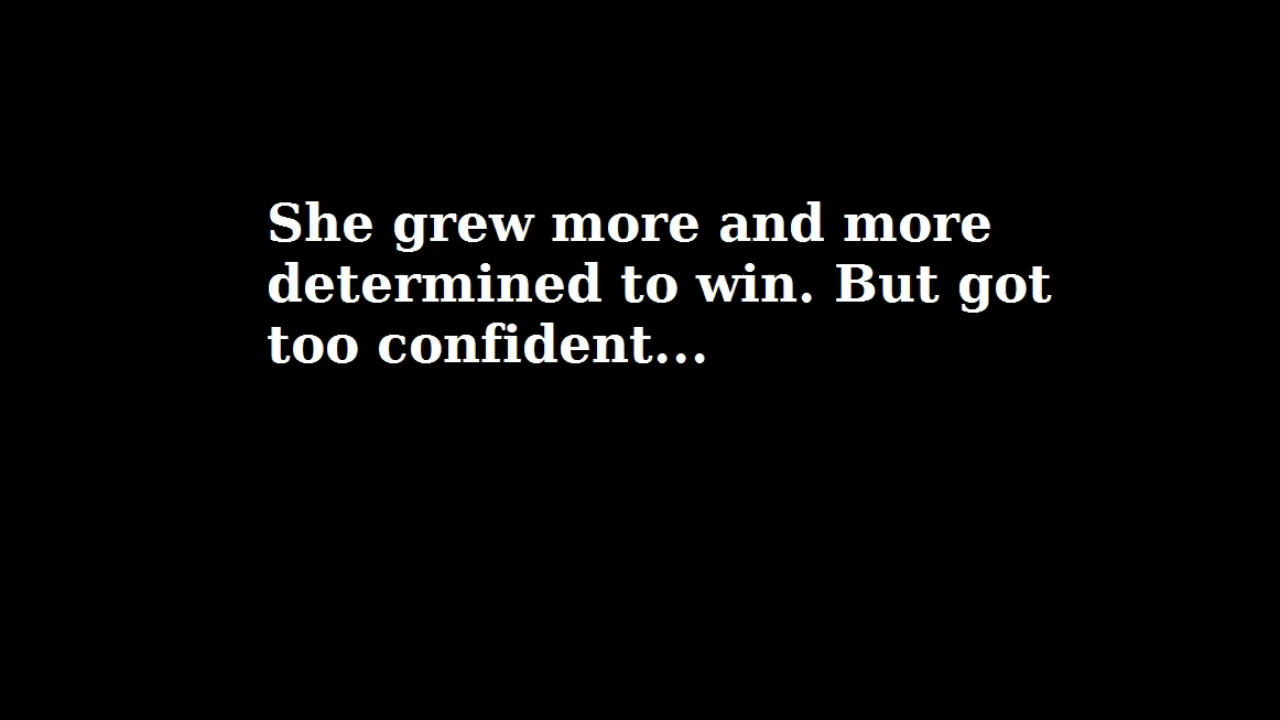 She grew more and more
determined to win. But got
too confident...